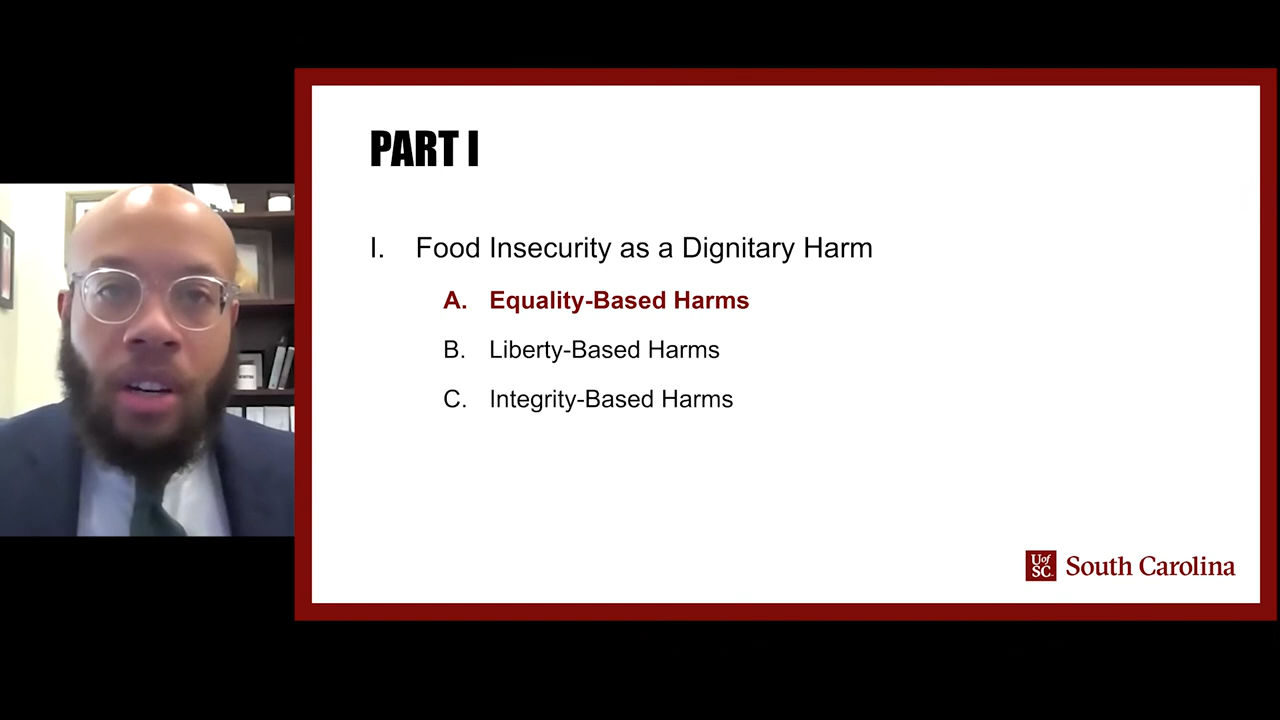 PART I
I. Food Insecurity as a Dignitary Harm
A. Equality-Based Harms
B. Liberty-Based Harms
C. Integrity-Based Harms
UofSC South Carolina